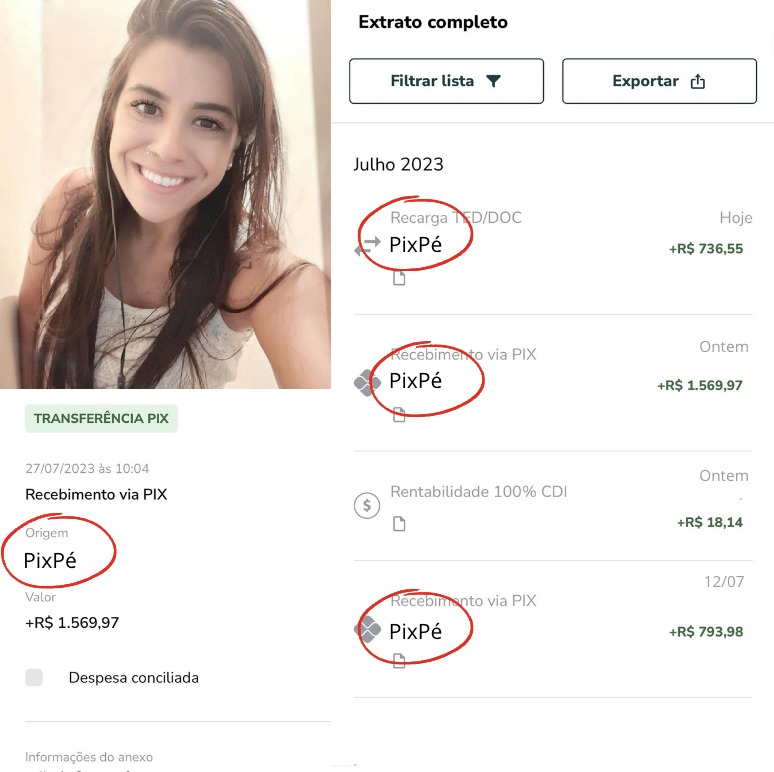 TRANSFERÊNCIA PIX
27/07/2023 às 10:04
Recebimento via PIX
Origem
PixPé
Valor
+R$ 1.569,97
Despesa conciliada
Informações do anexo
Extrato completo
Filtrar lista
Exportar
Julho 2023
Recarga TED/DOC
Hoje
PixPé
+R$ 736,55
Recebimento via PIX
Ontem
PixPé
+R$ 1.569,97
Ontem
Rentabilidade 100% CDI
-
+R$ 18,14
12/07
Recebimento via PIX
PixPé
+R$ 793,98